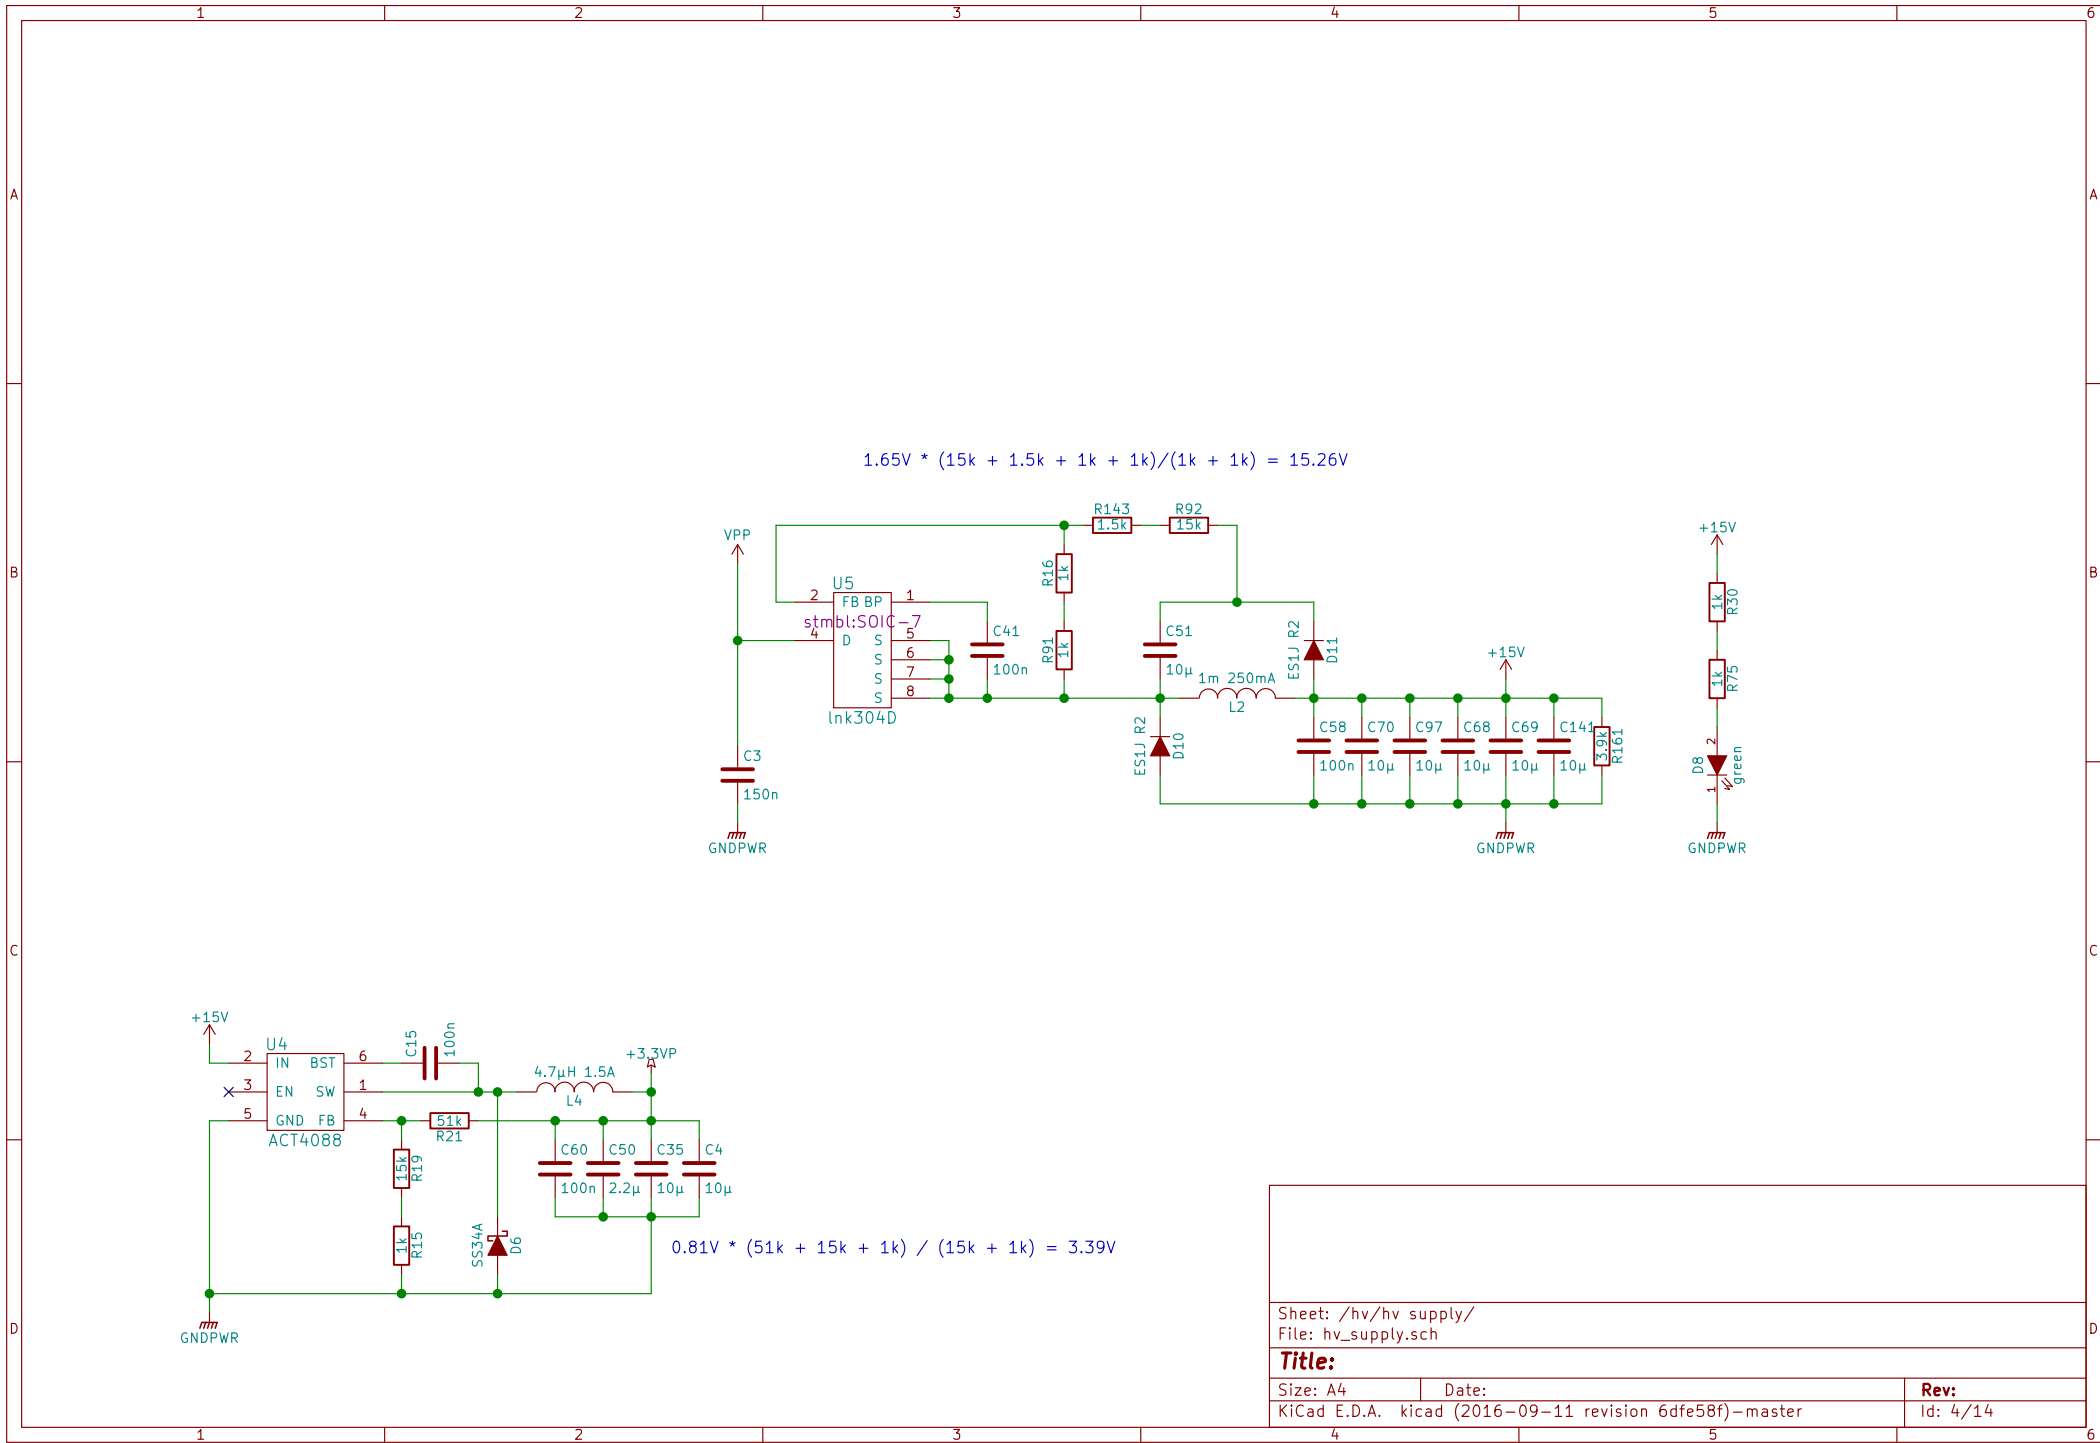 1 2 3 4 5 6
A A
B B
C C
D D
1.65V * (15k + 1.5k + 1k + 1k)/(1k + 1k) = 15.26V
R143 R92
1.5k 15k
VPP
R16 1k
R91 1k
U5
2 FB BP 1
stmbl:SOIC-7
4 D S 5
S 6
S 7
S 8
lnk304D
C41
100n
C51
10µ
ES1J R2
D11
1m 250mA
L2
+15V
ES1J R2
D10
C58 C70 C97 C68 C69 C141
100n 10µ 10µ 10µ 10µ 10µ
3.9k R161
C3
150n
GNDPWR
GNDPWR
+15V
1k R30
1k R75
2
D8 green
1
GNDPWR
+15V
U4
2 IN BST 6
3 EN SW 1
5 GND FB 4
ACT4088
C15 100n
+3.3VP
4.7µH 1.5A
L4
51k
R21
C60 C50 C35 C4
100n 2.2µ 10µ 10µ
15k R19
1k R15
SS34A D6
0.81V * (51k + 15k + 1k) / (15k + 1k) = 3.39V
GNDPWR
Sheet: /hv/hv supply/
File: hv_supply.sch
Title:
Size: A4 Date: Rev:
KiCad E.D.A. kicad (2016-09-11 revision 6dfe58f)-master Id: 4/14
1 2 3 4 5 6